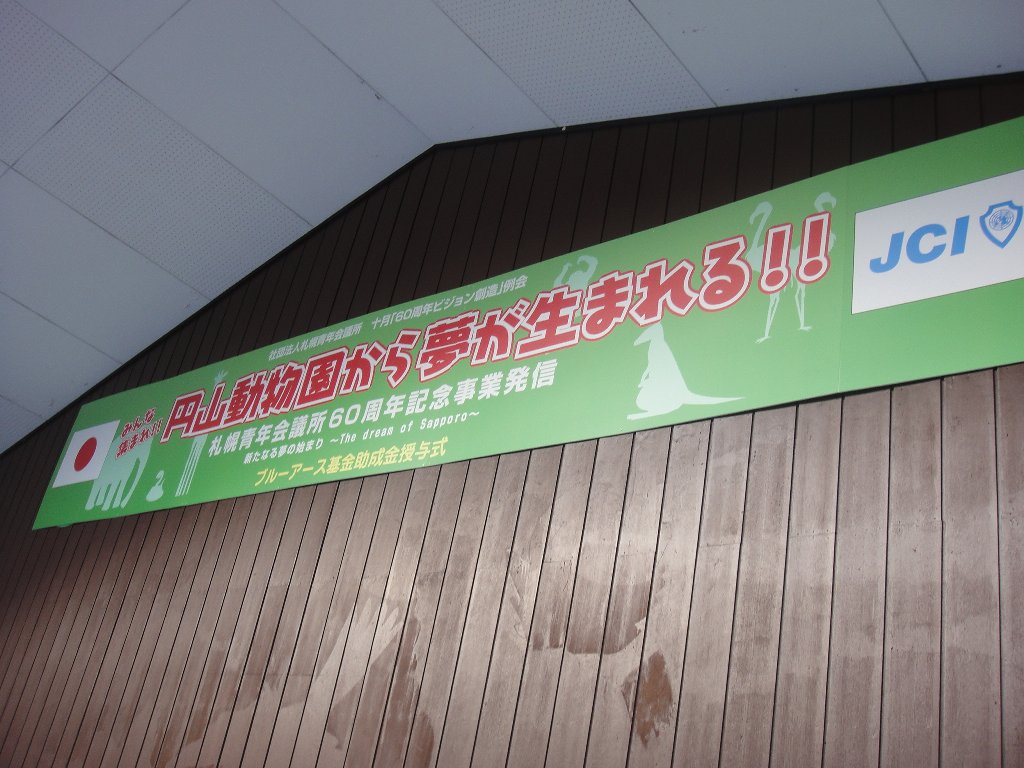 社団法人札幌青年会議所 十月「60周年ビジョン創造」例会
みんな
集まれ!!
円山動物園から夢が生まれる!!
札幌青年会議所60周年記念事業発信
新たなる夢の始まり ～The dream of Sapporo～
ブルーアース基金助成金授与式
JCI